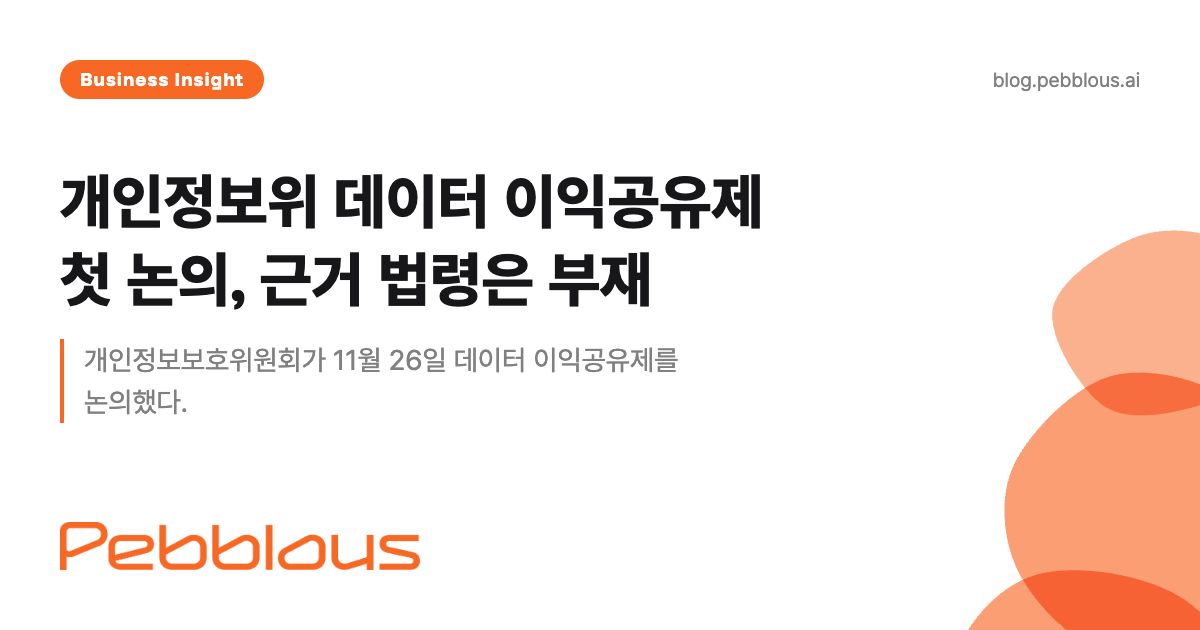 Business Insight
blog.pebblous.ai
개인정보위 데이터 이익공유제
첫 논의, 근거 법령은 부재
개인정보보호위원회가 11월 26일 데이터 이익공유제를
논의했다.
Pebblous